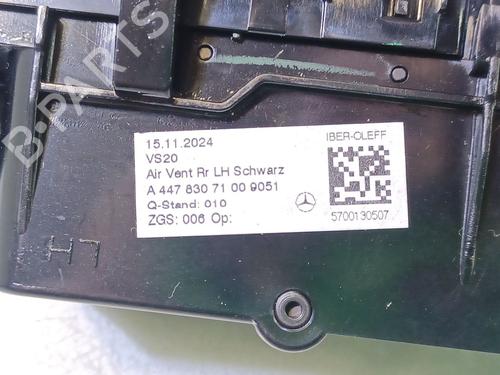 B-PARTS
15.11.2024
VS20
Air Vent Rr LH Schwarz
A 447 830 71 00 9051
Q-Stand: 010
ZGS: 006 Op:
IBER-OLEFF
5700130507
LH